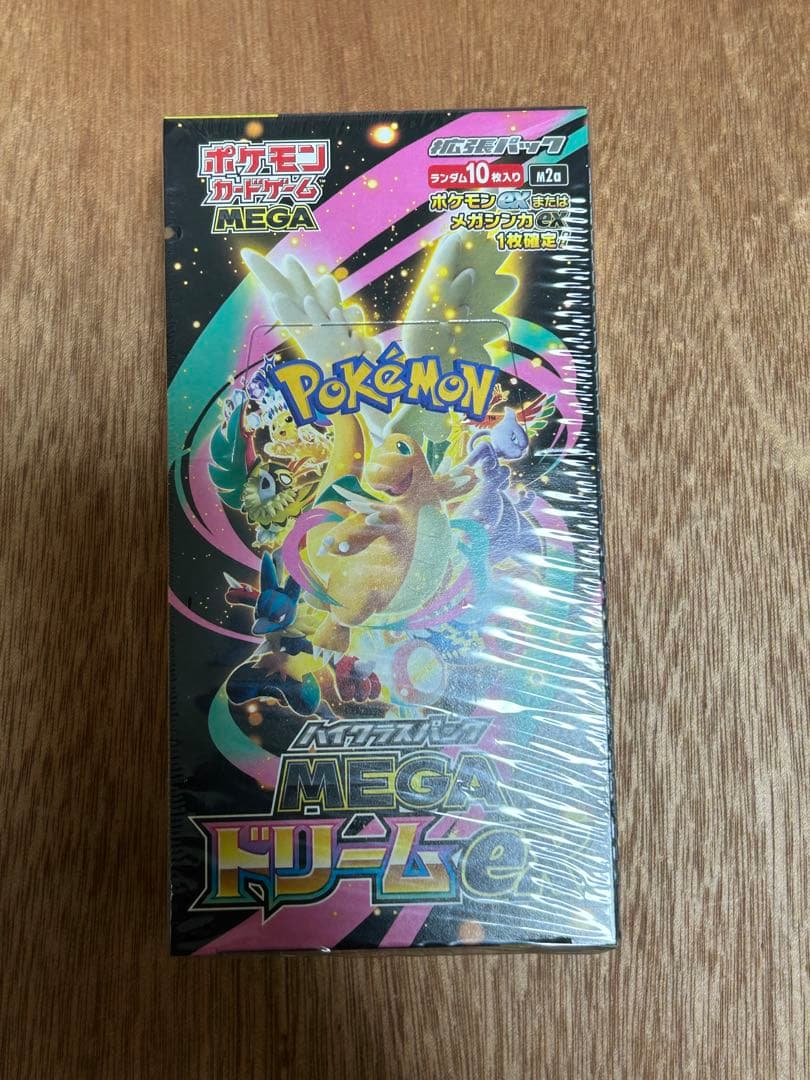 ポケモン
カードゲーム
MEGA
拡張パック
ランダム10枚入り
M2a
ポケモンexまたは
メガシンカex
1枚確定!
POKéMON
TM
ハイクラスパック
MEGA
ドリームex